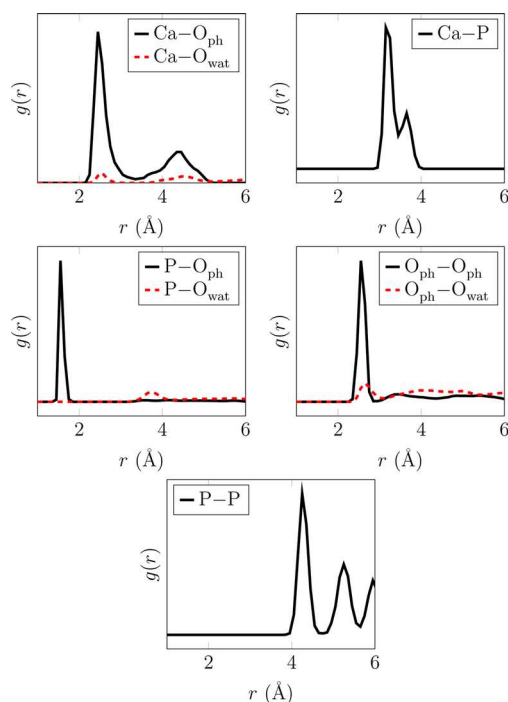 Ca−Oph
Ca−Owat
g(r)
2 4 6
r (Å)
Ca−P
g(r)
2 4 6
r (Å)
P−Oph
P−Owat
g(r)
2 4 6
r (Å)
Oph−Oph
Oph−Owat
g(r)
2 4 6
r (Å)
P−P
g(r)
2 4 6
r (Å)